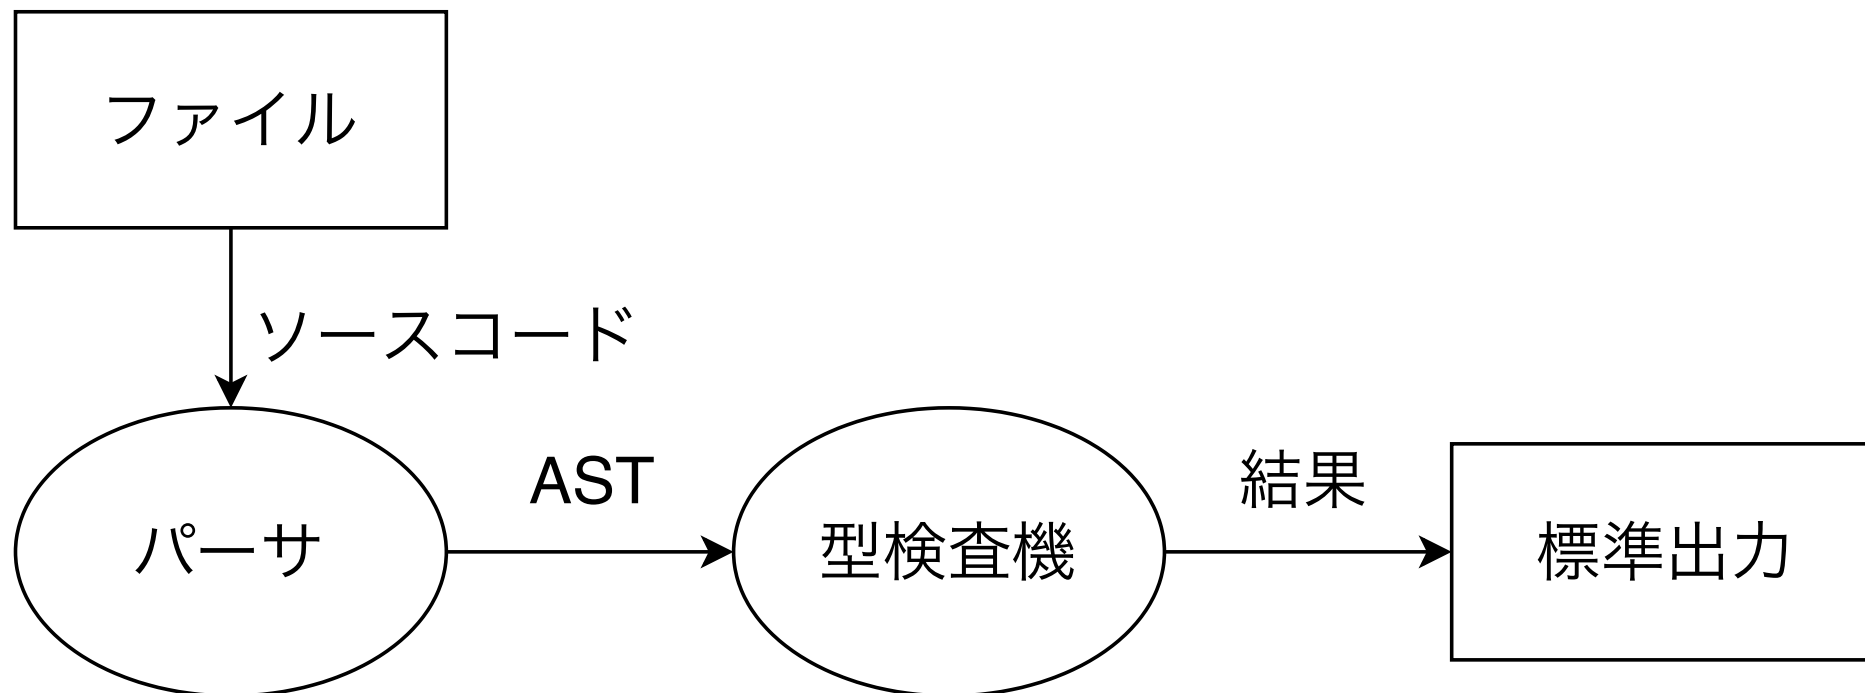 ファイル
ソースコード
AST
結果
パーサ
型検査機
標準出力